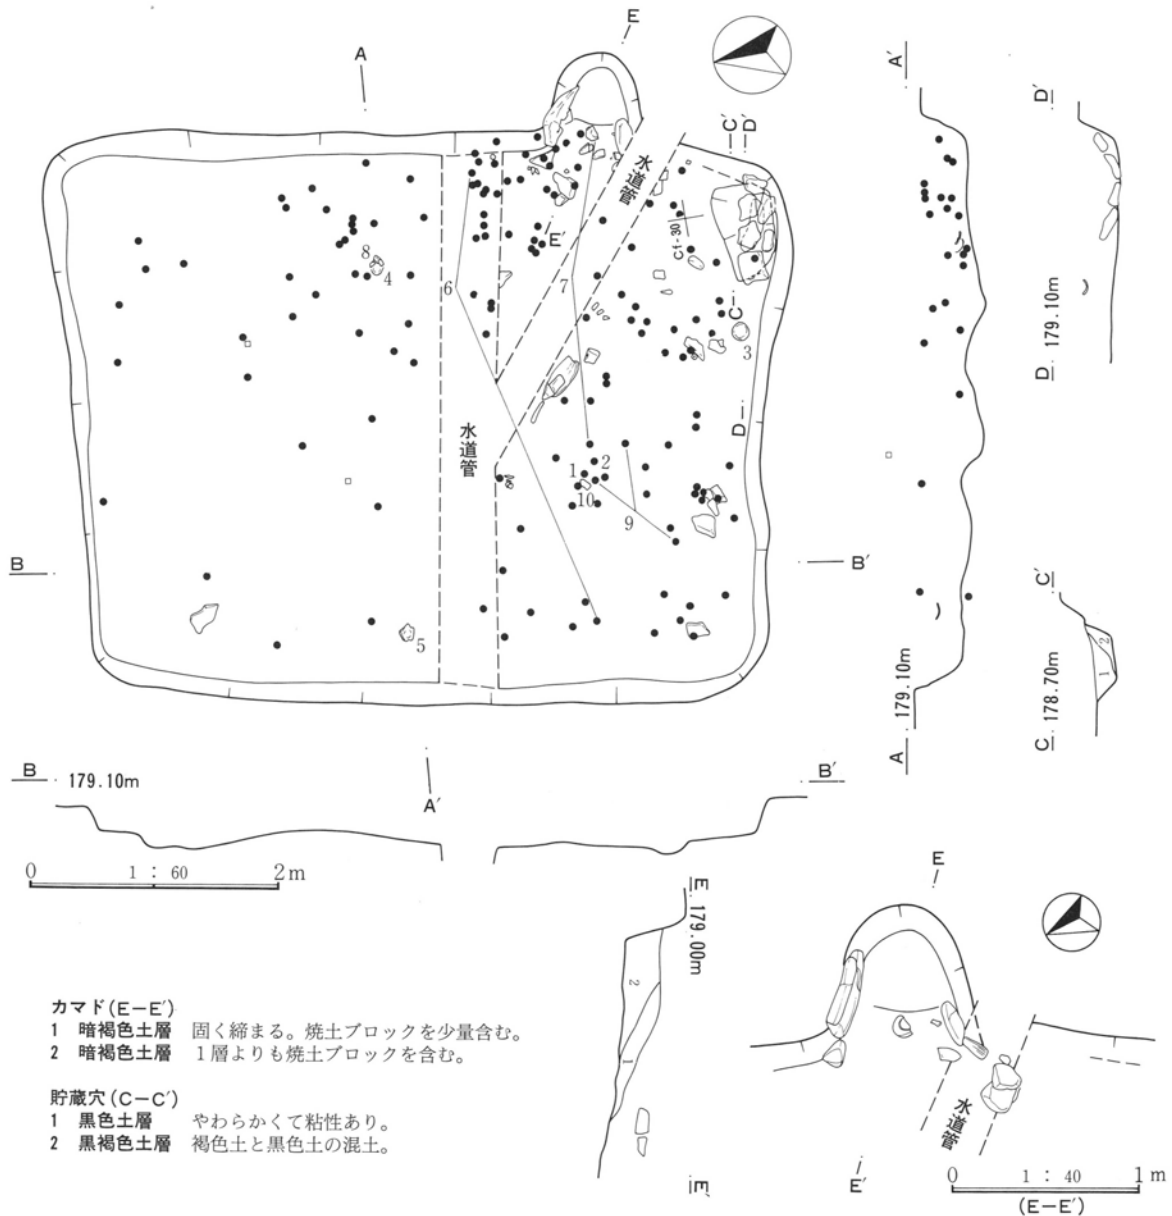 E
A
A′
D′
C′
D′
水道管
Cf-30
E′
8
4
6
7
C
3
D 179.10m
D
水道管
1
2
10
9
B
B′
5
C′
2
1
C 178.70m
A 179.10m
B 179.10m
B′
A′
0 1 : 60 2m
E 179.00m
2
1
E′
E
水道管
E′
0 1 : 40 1m
(E-E′)
カマド(E-E′)
1 暗褐色土層 固く締まる。焼土ブロックを少量含む。
2 暗褐色土層 1層よりも焼土ブロックを含む。
貯蔵穴(C-C′)
1 黒色土層 やわらかくて粘性あり。
2 黒褐色土層 褐色土と黒色土の混土。